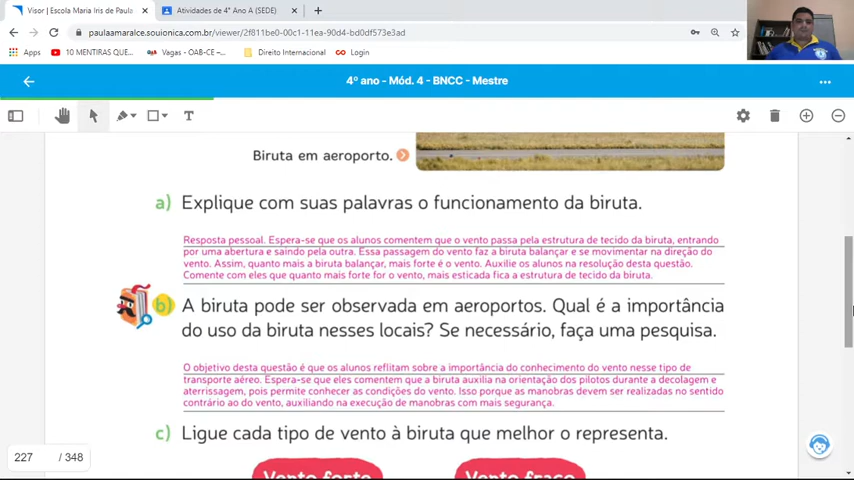 Visor | Escola Maria Iris de Paula
Atividades de 4° Ano A (SEDE)
paulaamaralce.souionica.com.br/viewer/2f811be0-00c1-11ea-90d4-bd0df573e3ad
Apps
10 MENTIRAS QUE...
Vagas - OAB-CE –...
Direito Internacional
Login
4º ano - Mód. 4 - BNCC - Mestre
T
Biruta em aeroporto.
a) Explique com suas palavras o funcionamento da biruta.
Resposta pessoal. Espera-se que os alunos comentem que o vento passa pela estrutura de tecido da biruta, entrando
por uma abertura e saindo pela outra. Essa passagem do vento faz a biruta balançar e se movimentar na direção do
vento. Assim, quanto mais a biruta balançar, mais forte é o vento. Auxilie os alunos na resolução desta questão.
Comente com eles que quanto mais forte for o vento, mais esticada fica a estrutura de tecido da biruta.
b) A biruta pode ser observada em aeroportos. Qual é a importância
do uso da biruta nesses locais? Se necessário, faça uma pesquisa.
O objetivo desta questão é que os alunos reflitam sobre a importância do conhecimento do vento nesse tipo de
transporte aéreo. Espera-se que eles comentem que a biruta auxilia na orientação dos pilotos durante a decolagem e
aterrissagem, pois permite conhecer as condições do vento. Isso porque as manobras devem ser realizadas no sentido
contrário ao do vento, auxiliando na execução de manobras com mais segurança.
c) Ligue cada tipo de vento à biruta que melhor o representa.
227 / 348
Vento forte
Vento fraco